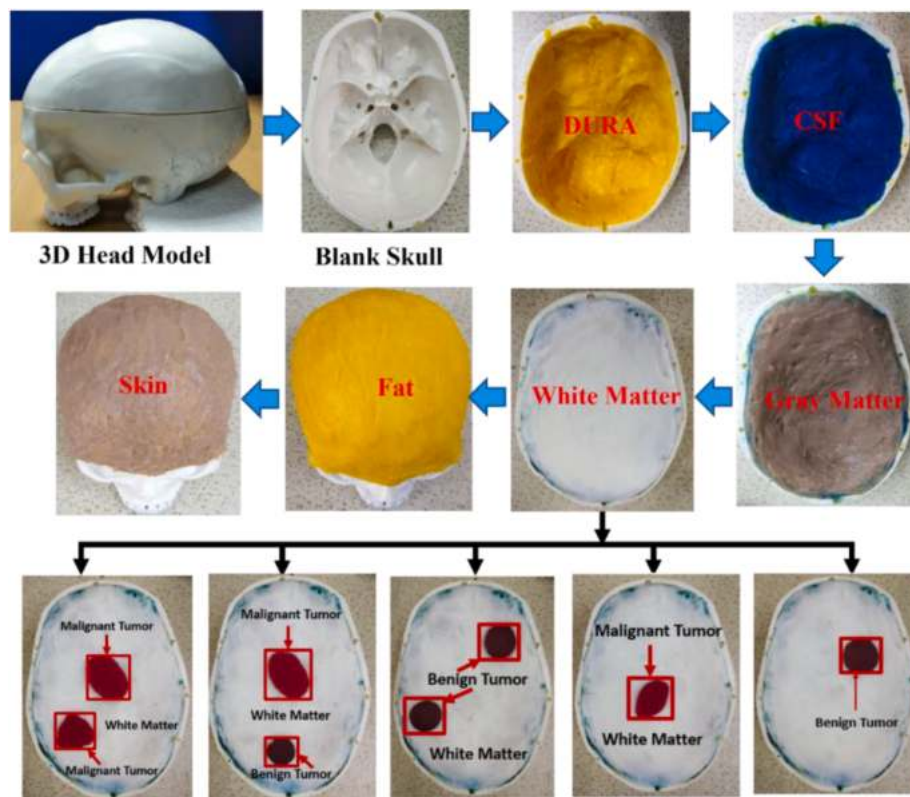 DURA
CSF
3D Head Model
Blank Skull
Skin
Fat
White Matter
Gray Matter
Malignant Tumor
White Matter
Malignant Tumor
Malignant Tumor
White Matter
Benign Tumor
Benign Tumor
White Matter
Malignant Tumor
White Matter
Benign Tumor